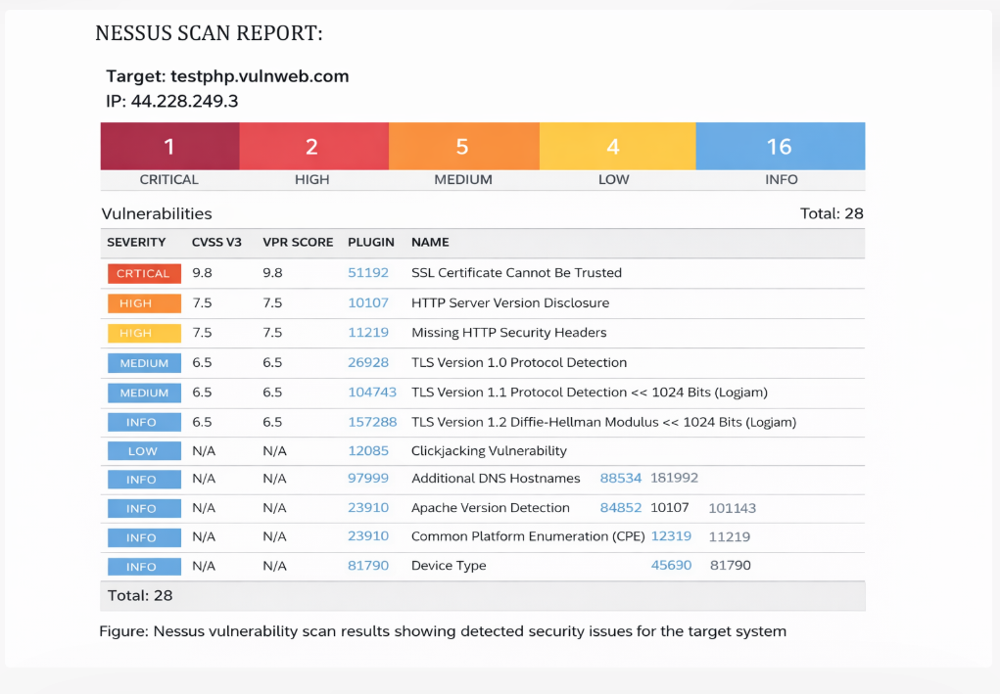 NESSUS SCAN REPORT:
Target: testphp.vulnweb.com
IP: 44.228.249.3
1 2 5 4 16
CRITICAL HIGH MEDIUM LOW INFO
Vulnerabilities Total: 28
SEVERITY CVSS V3 VPR SCORE PLUGIN NAME
CRTICAL 9.8 9.8 51192 SSL Certificate Cannot Be Trusted
HIGH 7.5 7.5 10107 HTTP Server Version Disclosure
HIGH 7.5 7.5 11219 Missing HTTP Security Headers
MEDIUM 6.5 6.5 26928 TLS Version 1.0 Protocol Detection
MEDIUM 6.5 6.5 104743 TLS Version 1.1 Protocol Detection << 1024 Bits (Logjam)
INFO 6.5 6.5 157288 TLS Version 1.2 Diffie-Hellman Modulus << 1024 Bits (Logjam)
LOW N/A N/A 12085 Clickjacking Vulnerability
INFO N/A N/A 97999 Additional DNS Hostnames 88534 181992
INFO N/A N/A 23910 Apache Version Detection 84852 10107 101143
INFO N/A N/A 23910 Common Platform Enumeration (CPE) 12319 11219
INFO N/A N/A 81790 Device Type 45690 81790
Total: 28
Figure: Nessus vulnerability scan results showing detected security issues for the target system